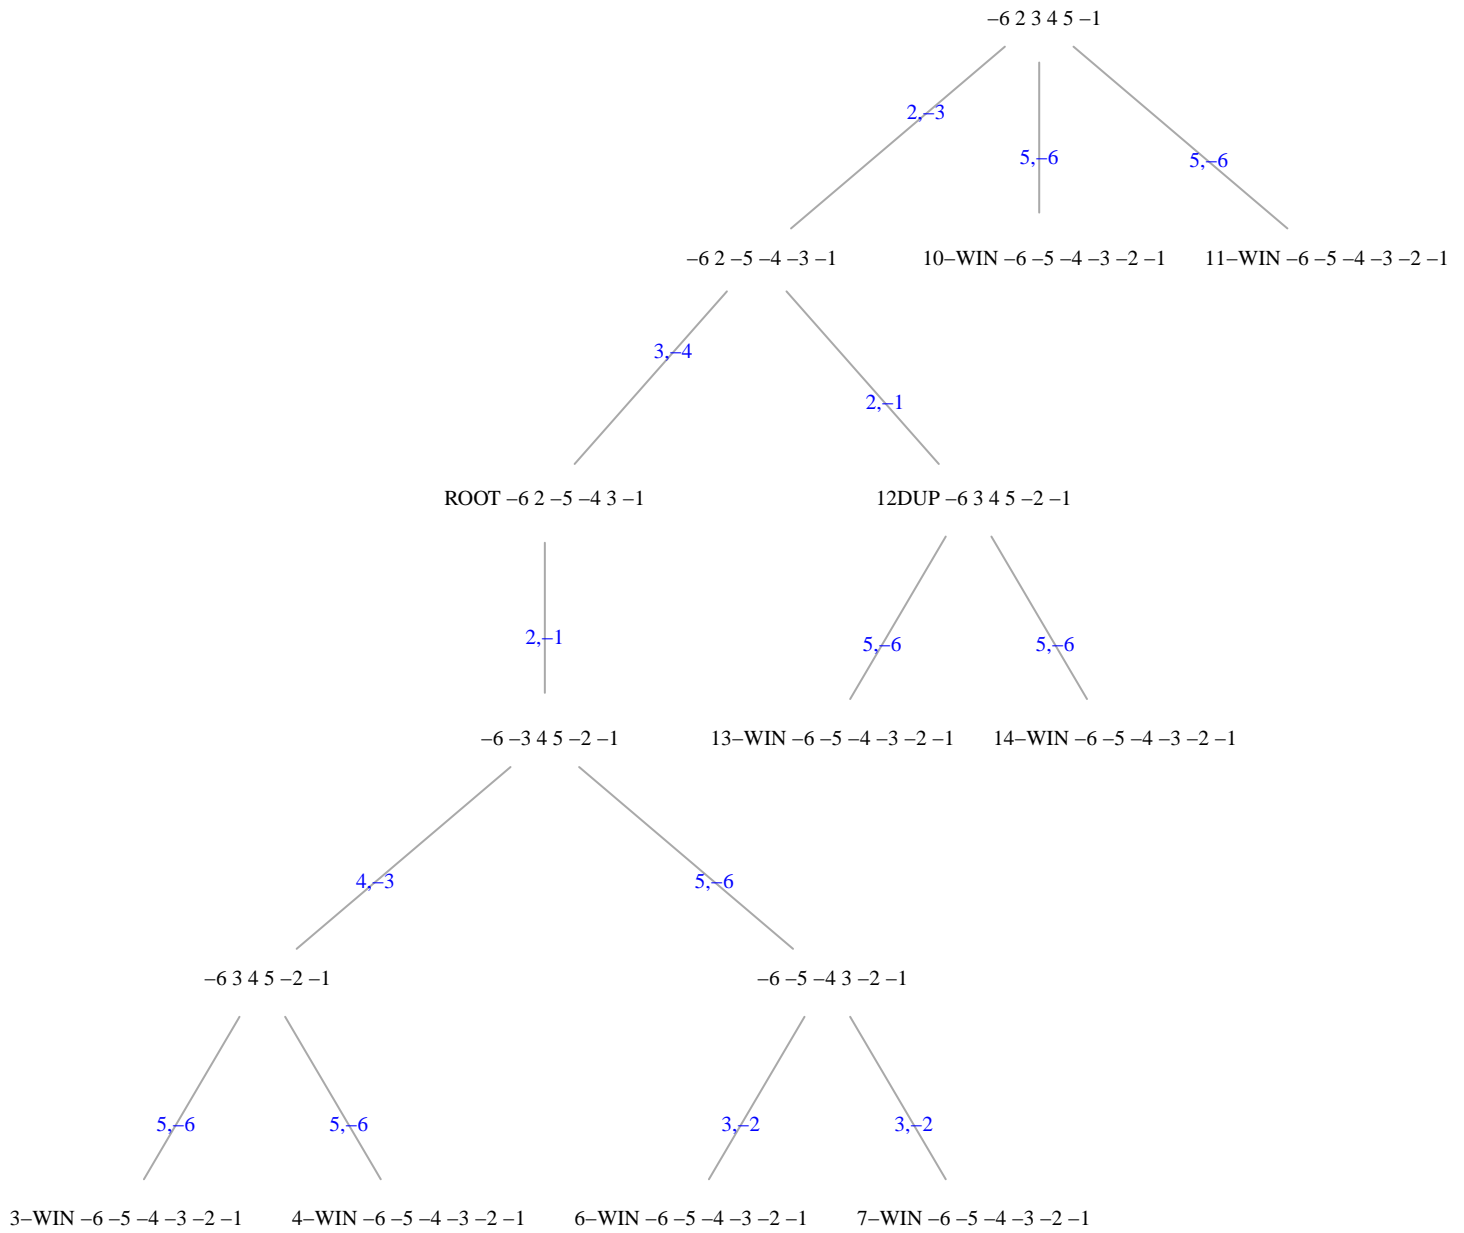 –6 2 3 4 5 –1
2,–3
5,–6
5,–6
–6 2 –5 –4 –3 –1
10–WIN –6 –5 –4 –3 –2 –1
11–WIN –6 –5 –4 –3 –2 –1
3,–4
2,–1
ROOT –6 2 –5 –4 3 –1
12DUP –6 3 4 5 –2 –1
2,–1
5,–6
5,–6
–6 –3 4 5 –2 –1
13–WIN –6 –5 –4 –3 –2 –1
14–WIN –6 –5 –4 –3 –2 –1
4,–3
5,–6
–6 3 4 5 –2 –1
–6 –5 –4 3 –2 –1
5,–6
5,–6
3,–2
3,–2
3–WIN –6 –5 –4 –3 –2 –1
4–WIN –6 –5 –4 –3 –2 –1
6–WIN –6 –5 –4 –3 –2 –1
7–WIN –6 –5 –4 –3 –2 –1